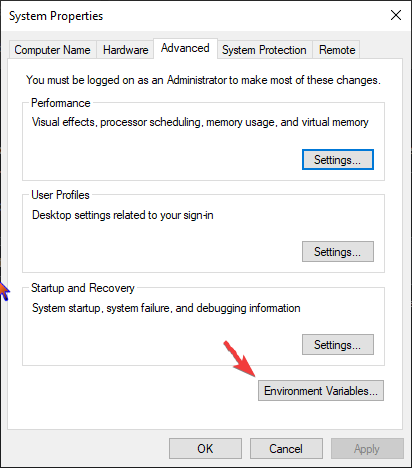 System Properties
Computer Name Hardware Advanced System Protection Remote
You must be logged on as an Administrator to make most of these changes.
Performance
Visual effects, processor scheduling, memory usage, and virtual memory
Settings...
User Profiles
Desktop settings related to your sign-in
Settings...
Startup and Recovery
System startup, system failure, and debugging information
Settings...
Environment Variables...
OK Cancel Apply